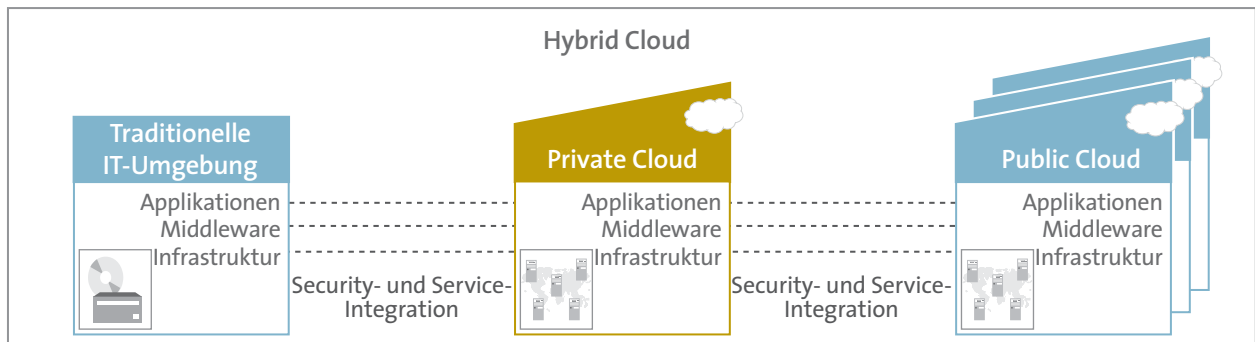 Hybrid Cloud
Traditionelle
IT-Umgebung
Applikationen
Middleware
Infrastruktur
Security- und Service-
Integration
Private Cloud
Applikationen
Middleware
Infrastruktur
Security- und Service-
Integration
Public Cloud
Applikationen
Middleware
Infrastruktur